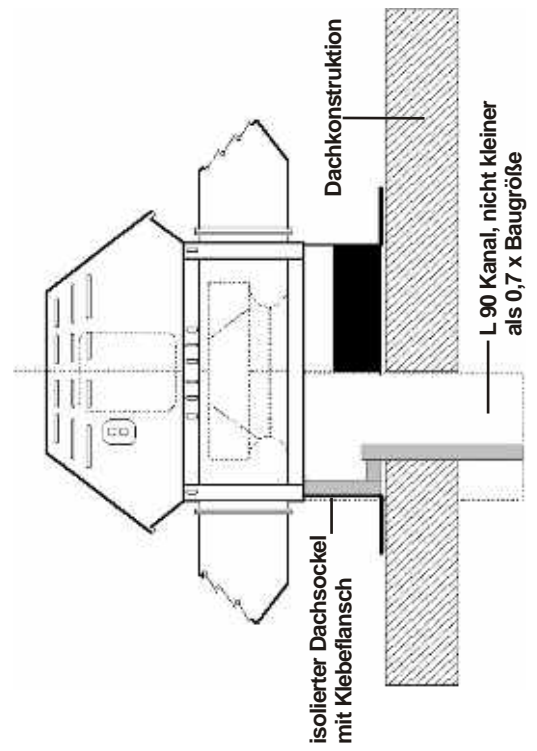 Dachkonstruktion
L 90 Kanal, nicht kleiner
als 0,7 x Baugröße
isolierter Dachsockel
mit Klebeflansch